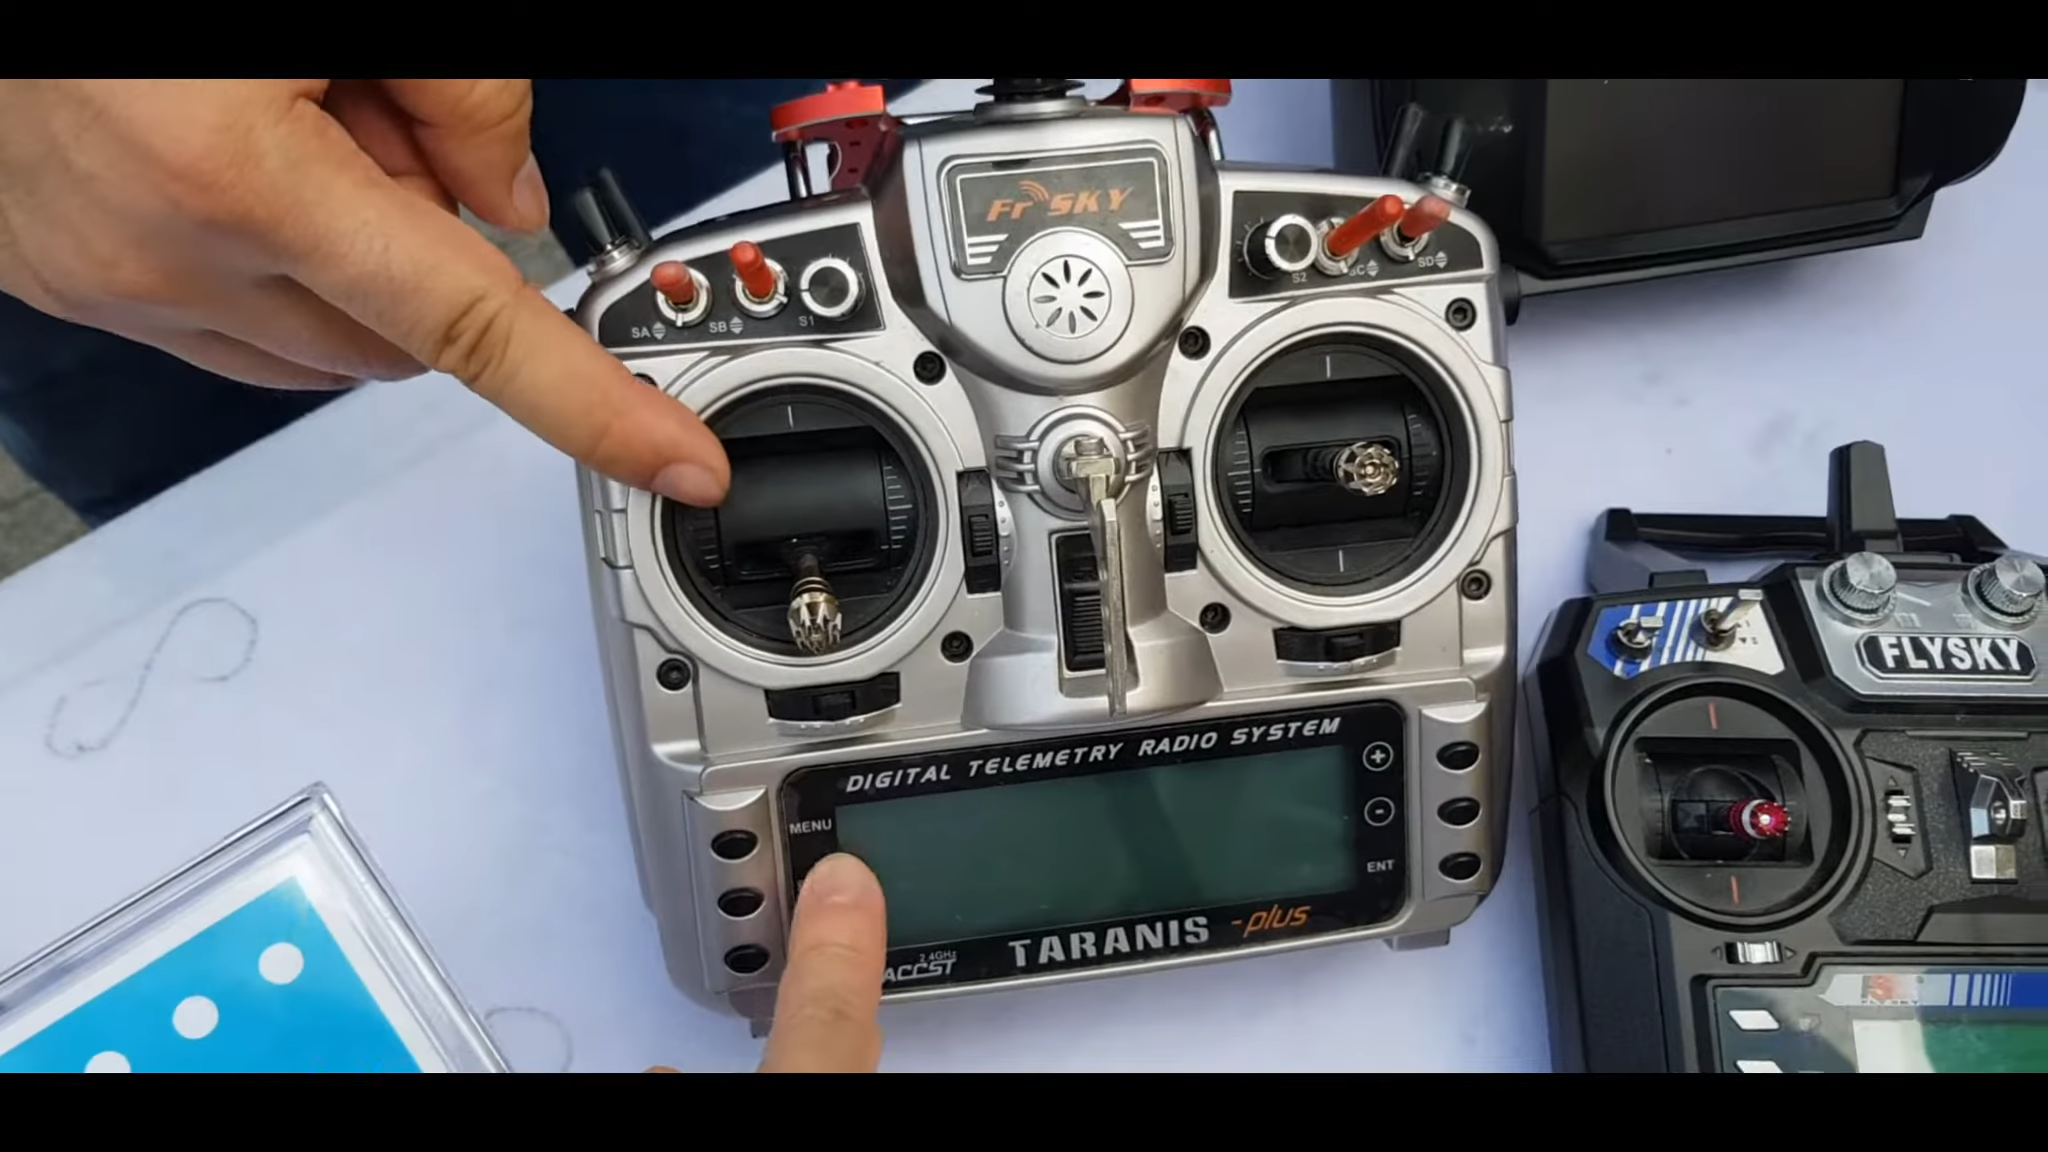 FrSKY
SA
SB
S1
S2
SC
SD
DIGITAL TELEMETRY RADIO SYSTEM
MENU
+
-
ENT
2.4GHz
ACCST
TARANIS -plus
FLYSKY